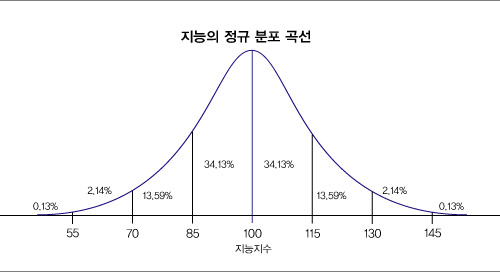 지능의 정규 분포 곡선
34,13% 34,13%
2,14% 13,59% 13,59% 2,14%
0,13% 0,13%
55 70 85 100 115 130 145
지능지수